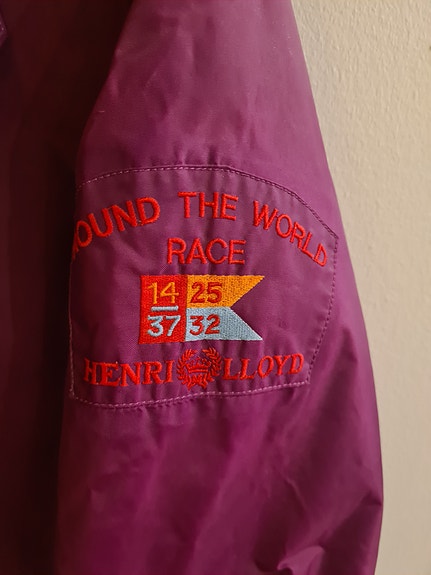 ROUND THE WORLD
RACE
14 25
37 32
HENRI LLOYD